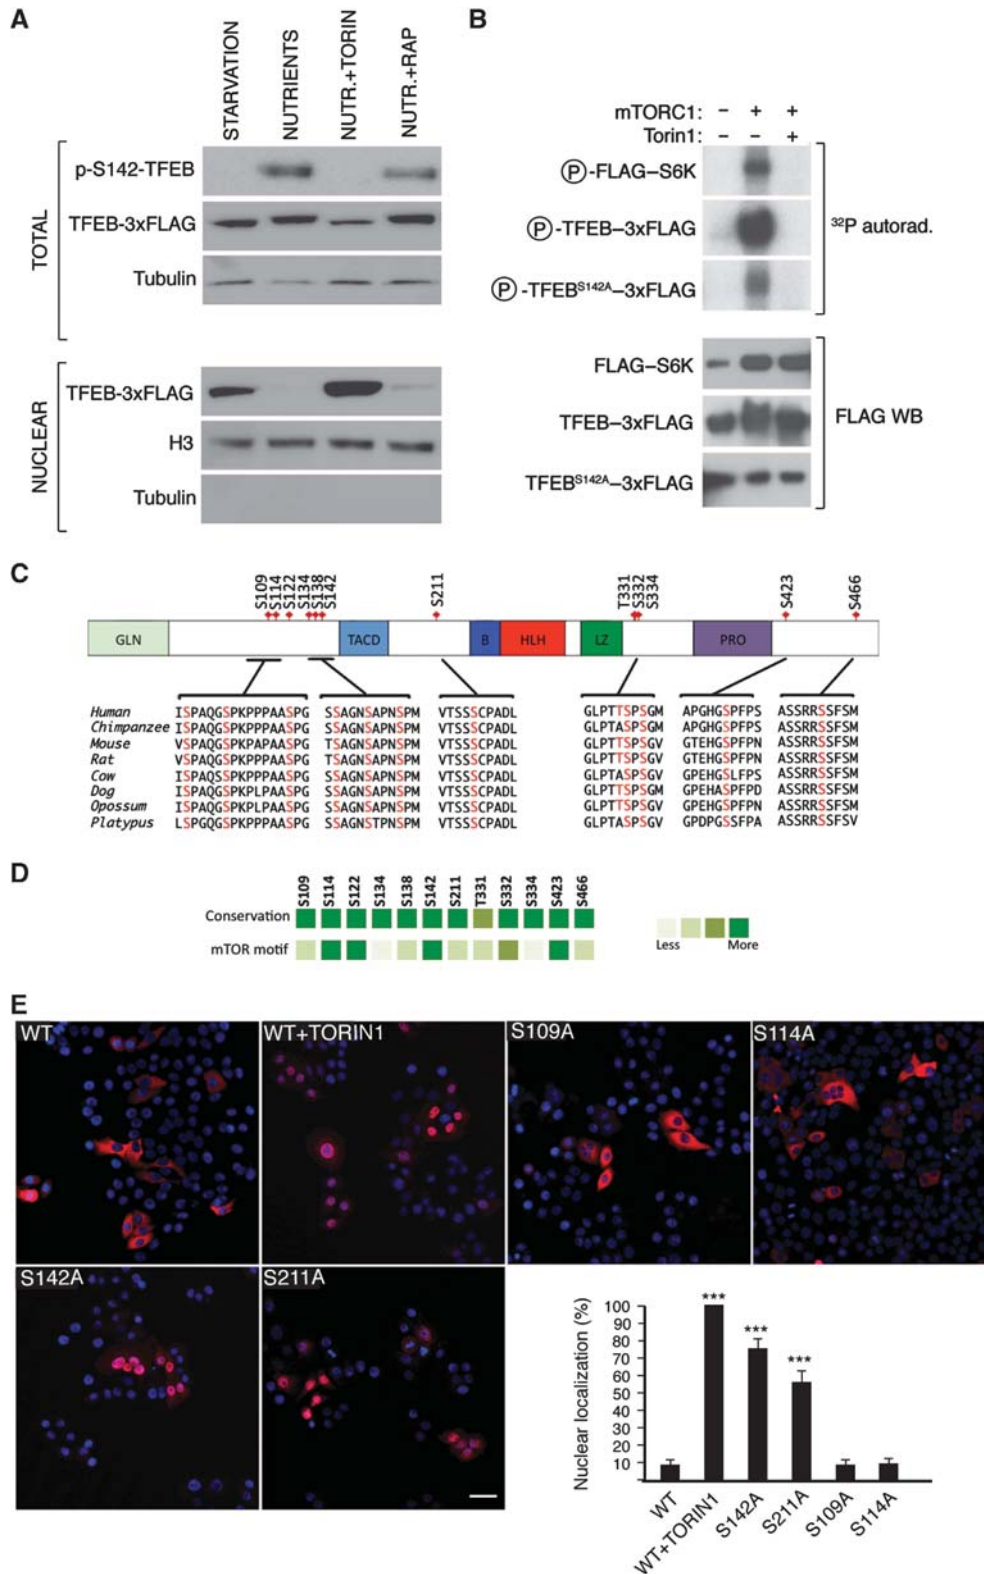 A
STARVATION
NUTRIENTS
NUTR.+TORIN
NUTR.+RAP
TOTAL
p-S142-TFEB
TFEB-3xFLAG
Tubulin
NUCLEAR
TFEB-3xFLAG
H3
Tubulin
B
mTORC1: – + +
Torin1: – – +
P-FLAG–S6K
P-TFEB–3xFLAG
P-TFEBS142A–3xFLAG
32P autorad.
FLAG–S6K
TFEB–3xFLAG
TFEBS142A–3xFLAG
FLAG WB
C
S109 S114 S122 S134 S138 S142 S211 T331 S332 S334 S423 S466
GLN TACD B HLH LZ PRO
Human ISPAQGSPKPPPAASPG SSAGNSAPNSPM VTSSSCPADL GLPTTSPSGM APGHGSPFPS ASSRRSSFSM
Chimpanzee ISPAQGSPKPPPAASPG SSAGNSAPNSPM VTSSSCPADL GLPTASPSGM APGHGSPFPS ASSRRSSFSM
Mouse VSPAQGSPKPAPAASPG TSAGNSAPNSPM VTSSSCPADL GLPTTSPSGV GTEHGSPFPN ASSRRSSFSM
Rat VSPAQGSPKPAPAASPG TSAGNSAPNSPM VTSSSCPADL GLPTTSPSGV GTEHGSPFPN ASSRRSSFSM
Cow ISPAQSSPKPPPAASPG SSAGNSAPNSPM VTSSSCPADL GLPTASPSGV GPEHGSLFPS ASSRRSSFSM
Dog ISPAQGSPKPLPAASPG SSAGNSAPNSPM VTSSSCPADL GLPTTSPSGM GPEHASPFPD ASSRRSSFSM
Opossum ISPAQGSPKPLPAASPG SSAGNSAPNSPM VTSSSCPADL GLPTTSPSGV GPEHGSPFPN ASSRRSSFSM
Platypus LSPGQGSPKPPPAASPG SSAGNSTPNSPM VTSSSCPADL GLPTASPSGV GPDPGSSFPA ASSRRSSFSV
D
S109 S114 S122 S134 S138 S142 S211 T331 S332 S334 S423 S466
Conservation
mTOR motif
Less More
E
WT
WT+TORIN1
S109A
S114A
S142A
S211A
Nuclear localization (%)
100
90
80
70
60
50
40
30
20
10
*** *** ***
WT
WT+TORIN1
S142A
S211A
S109A
S114A